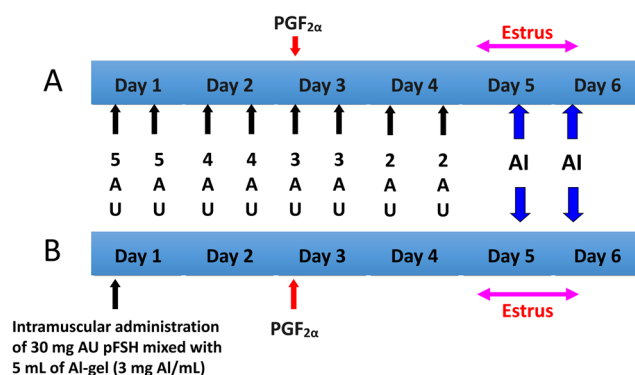 PGF2α
Estrus
A
Day 1 Day 2 Day 3 Day 4 Day 5 Day 6
5 5 4 4 3 3 2 2 AI AI
A A A A A A A A
U U U U U U U U
B
Day 1 Day 2 Day 3 Day 4 Day 5 Day 6
Estrus
PGF2α
Intramuscular administration
of 30 mg AU pFSH mixed with
5 mL of Al-gel (3 mg Al/mL)